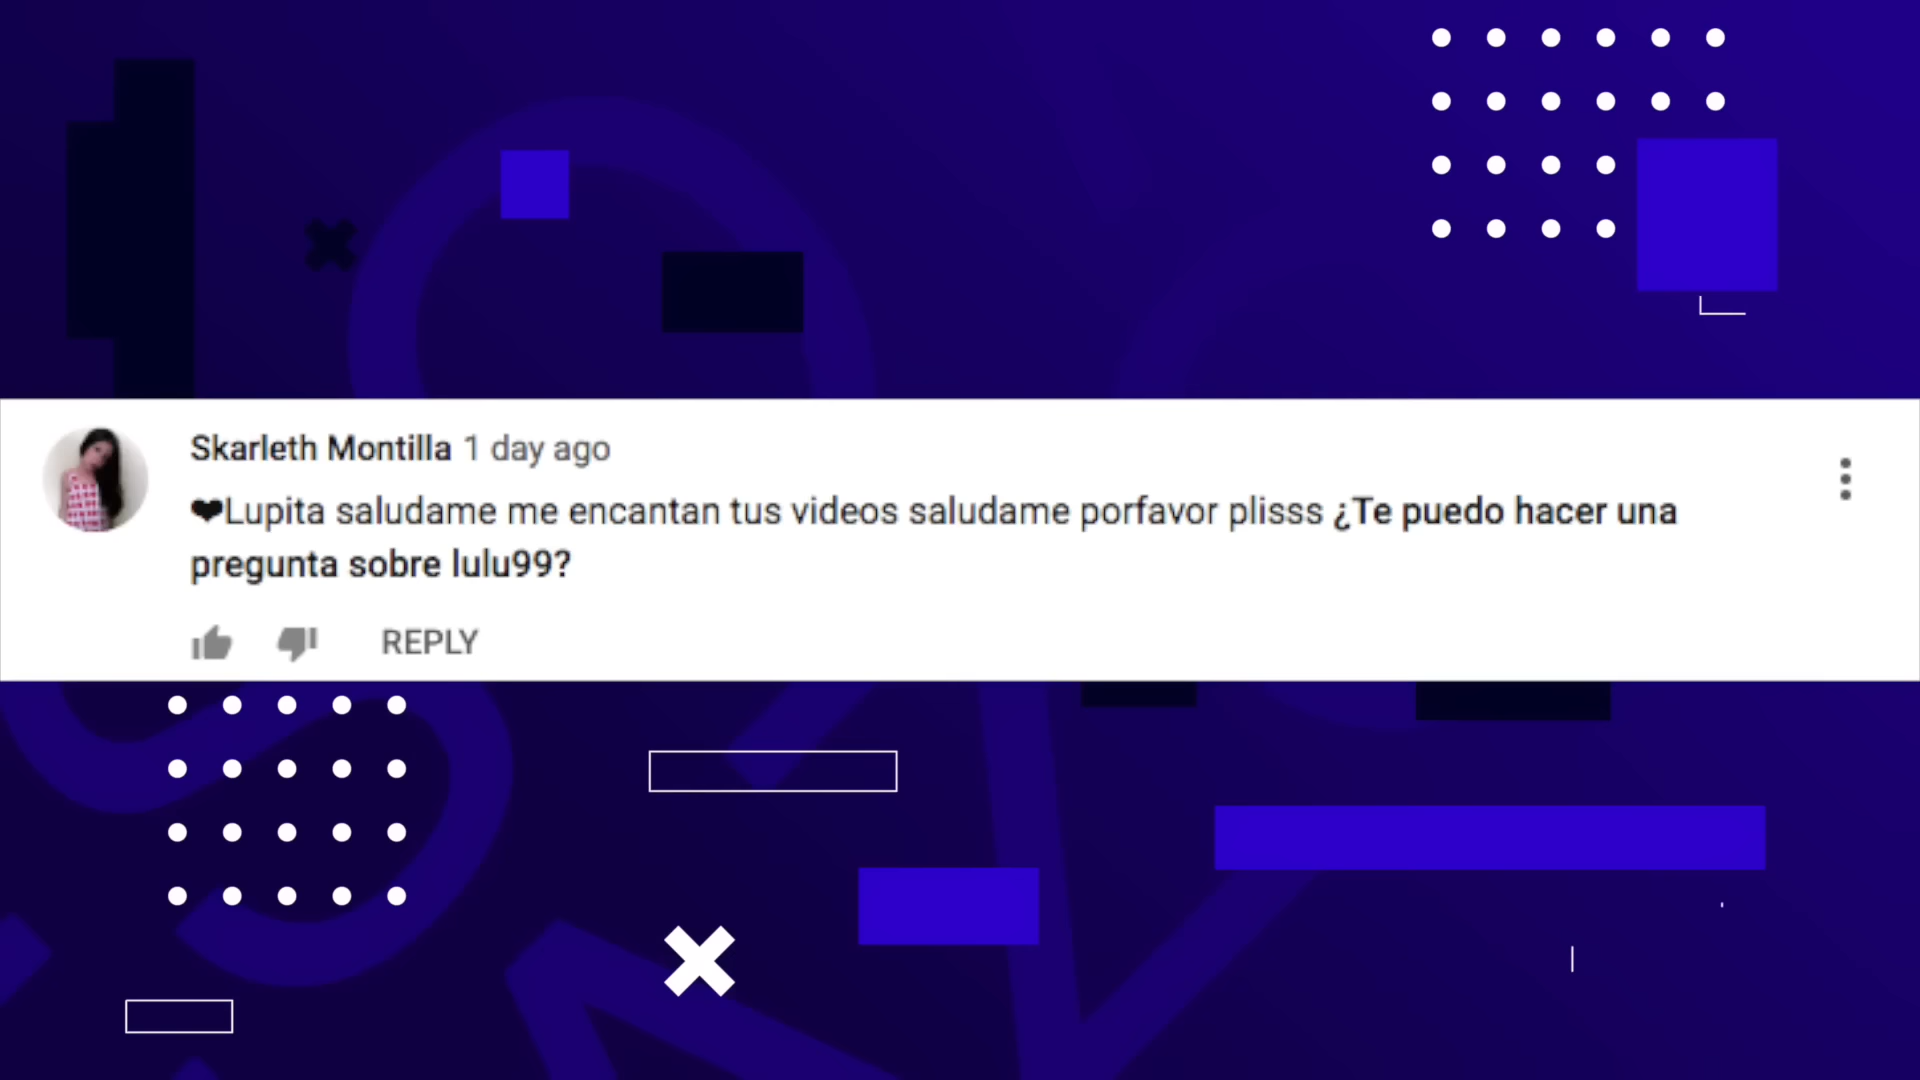 Skarleth Montilla 1 day ago
❤Lupita saludame me encantan tus videos saludame porfavor plisss ¿Te puedo hacer una
pregunta sobre lulu99?
REPLY